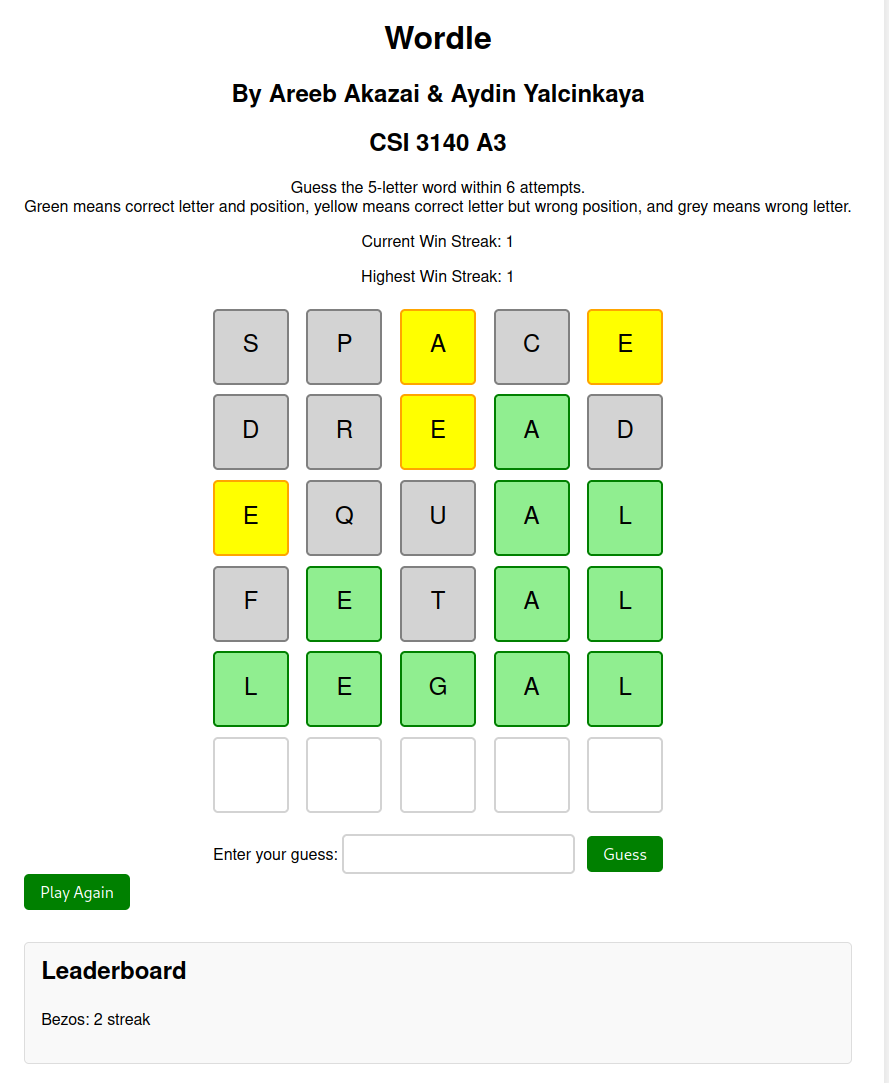 Wordle
By Areeb Akazai & Aydin Yalcinkaya
CSI 3140 A3
Guess the 5-letter word within 6 attempts.
Green means correct letter and position, yellow means correct letter but wrong position, and grey means wrong letter.
Current Win Streak: 1
Highest Win Streak: 1
S P A C E
D R E A D
E Q U A L
F E T A L
L E G A L
Enter your guess: Guess
Play Again
Leaderboard
Bezos: 2 streak